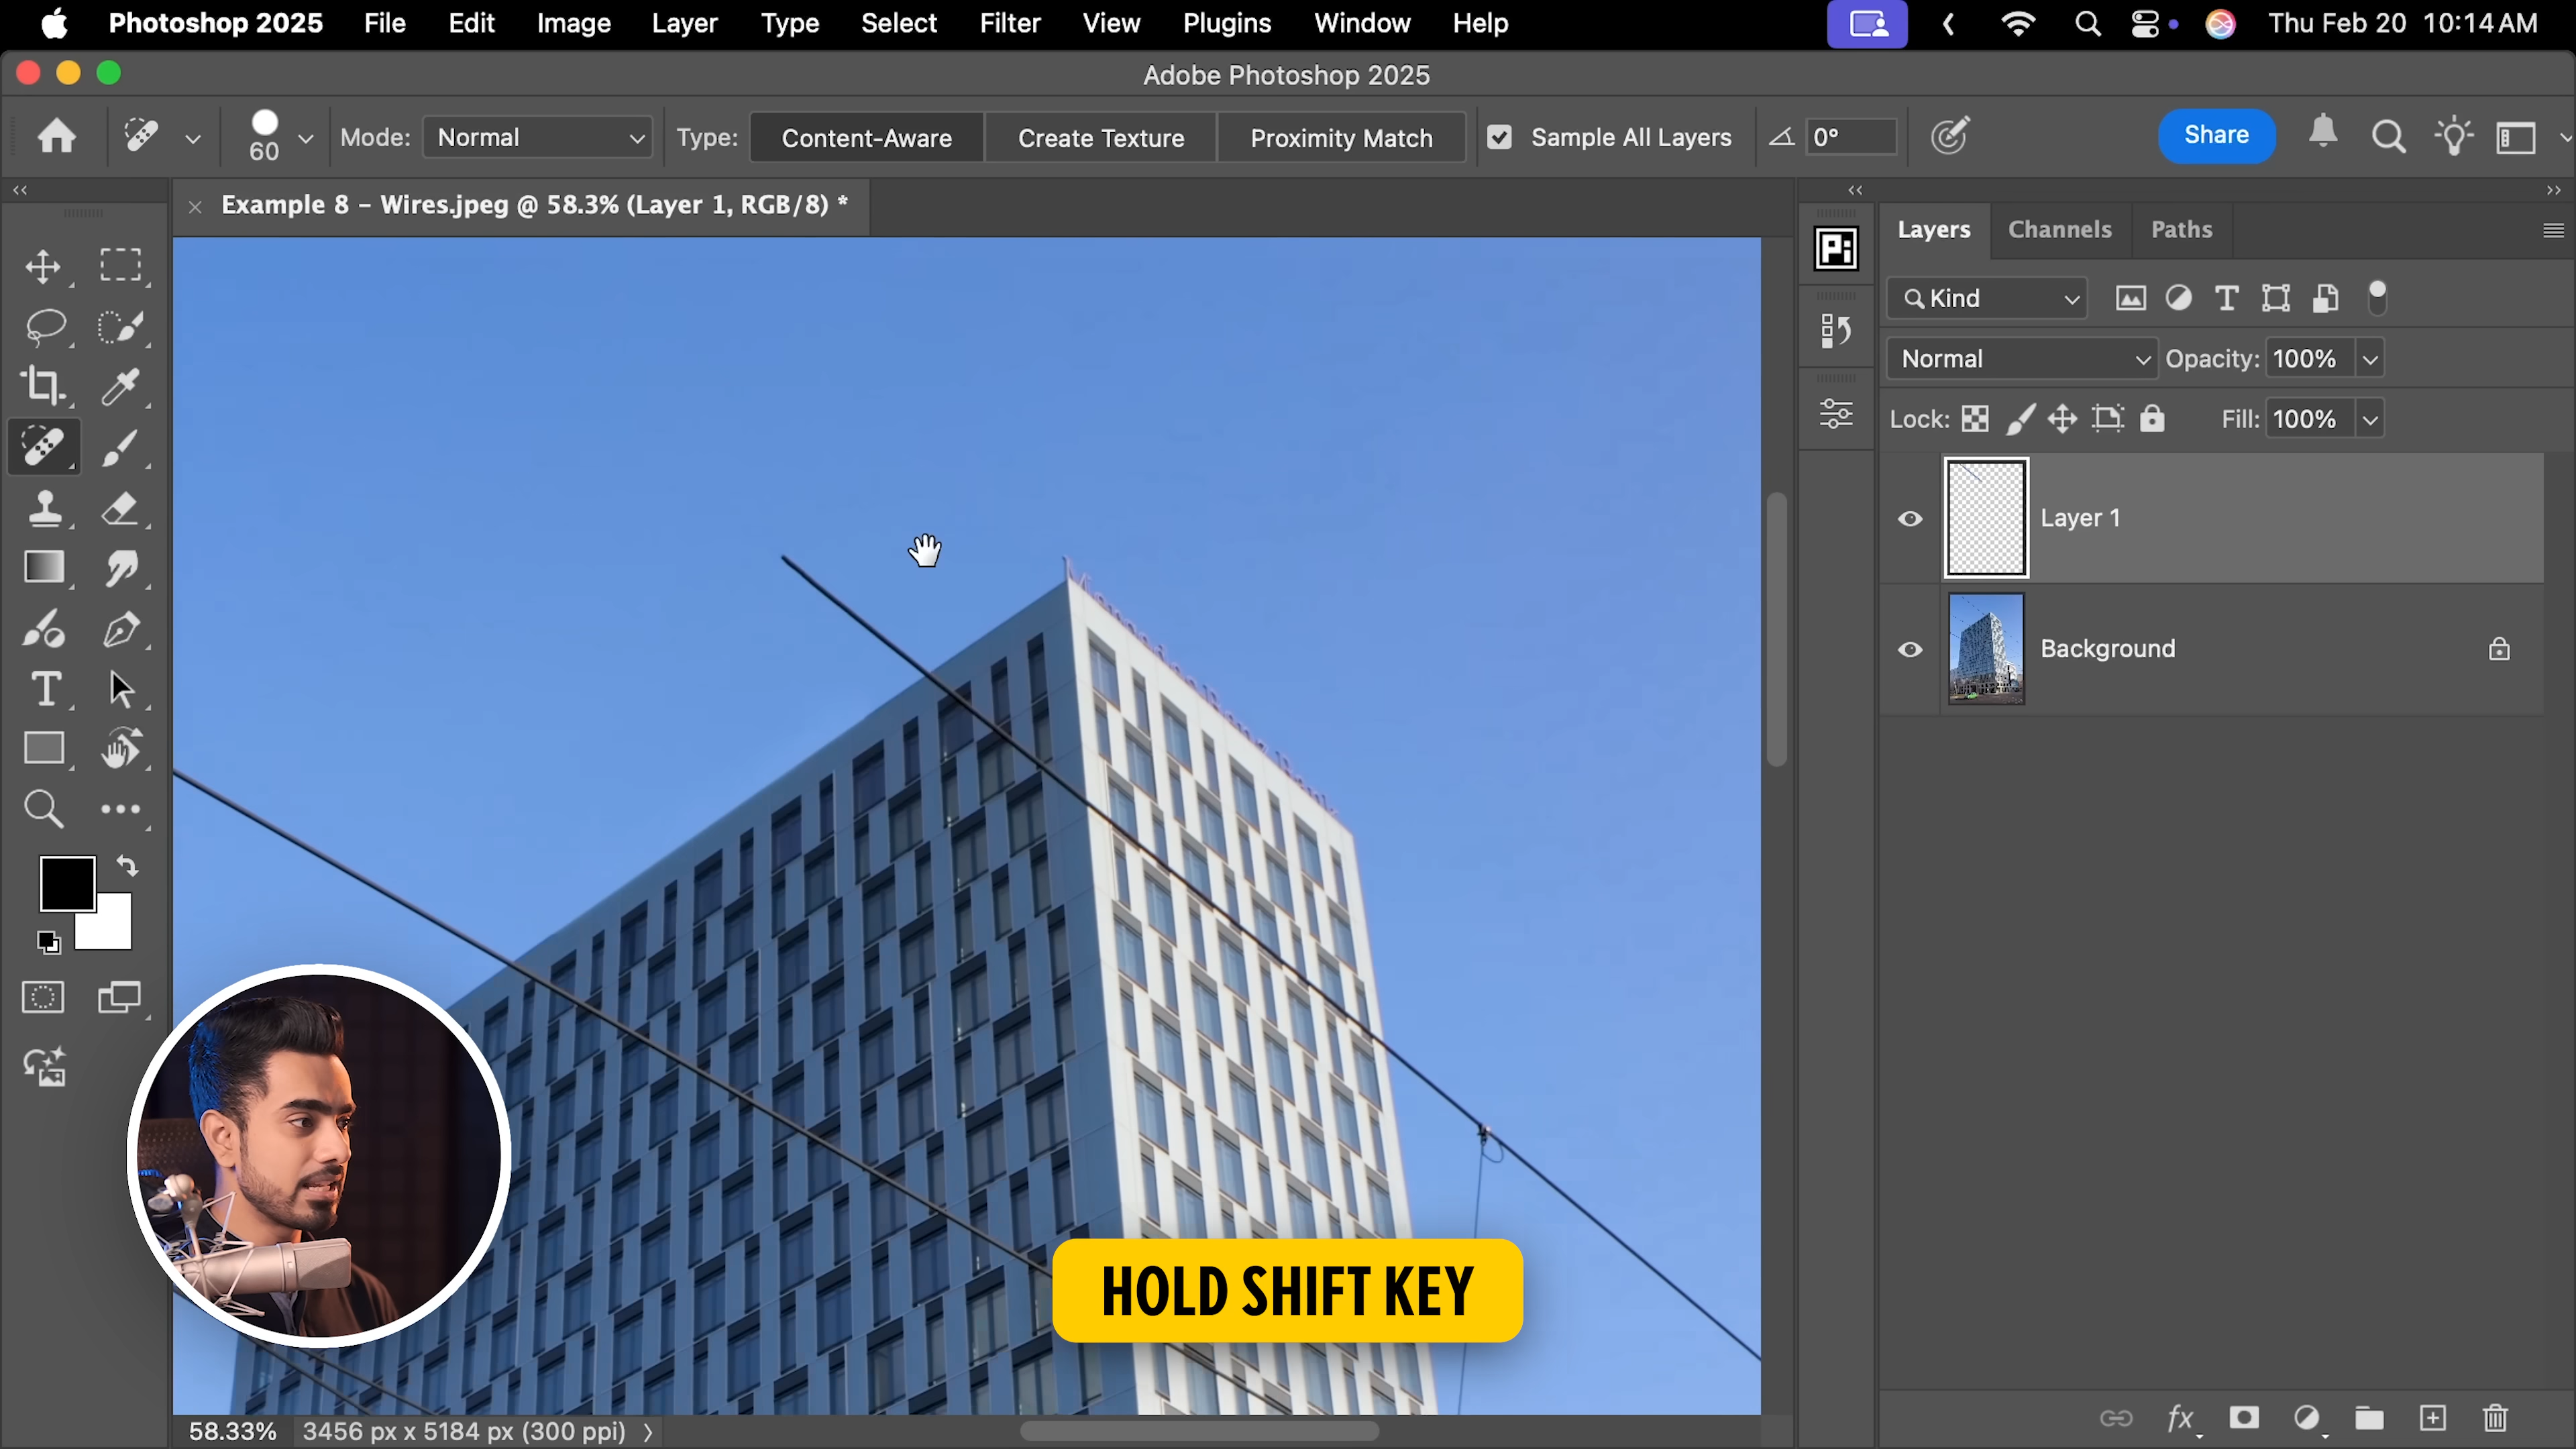 Photoshop 2025 File Edit Image Layer Type Select Filter View Plugins Window Help Thu Feb 20 10:14 AM
Adobe Photoshop 2025
60 Mode: Normal Type: Content-Aware Create Texture Proximity Match Sample All Layers 0° Share
Example 8 – Wires.jpeg @ 58.3% (Layer 1, RGB/8) *
Pi
Layers Channels Paths
Kind
Normal Opacity: 100%
Lock: Fill: 100%
Layer 1
Background
HOLD SHIFT KEY
58.33% 3456 px x 5184 px (300 ppi)
fx